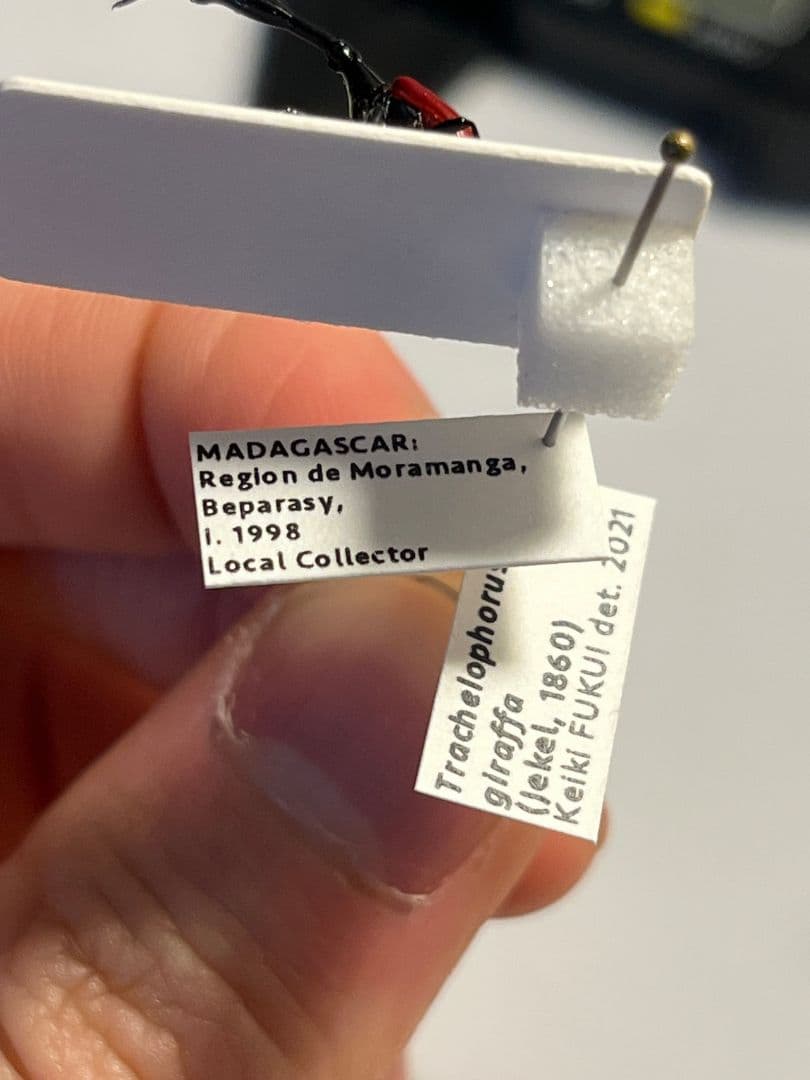 MADAGASCAR:
Region de Moramanga,
Beparasy,
i. 1998
Local Collector
Trachelophorus
giraffa
(Jekel, 1860)
Keiki FUKUI det. 2021